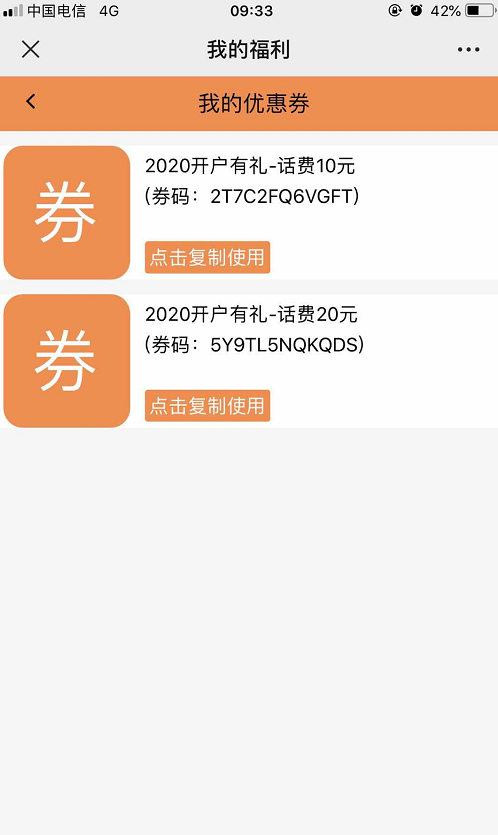 中国电信 4G 09:33 42%
我的福利
我的优惠券
券
2020开户有礼-话费10元
(券码：2T7C2FQ6VGFT)
点击复制使用
券
2020开户有礼-话费20元
(券码：5Y9TL5NQKQDS)
点击复制使用